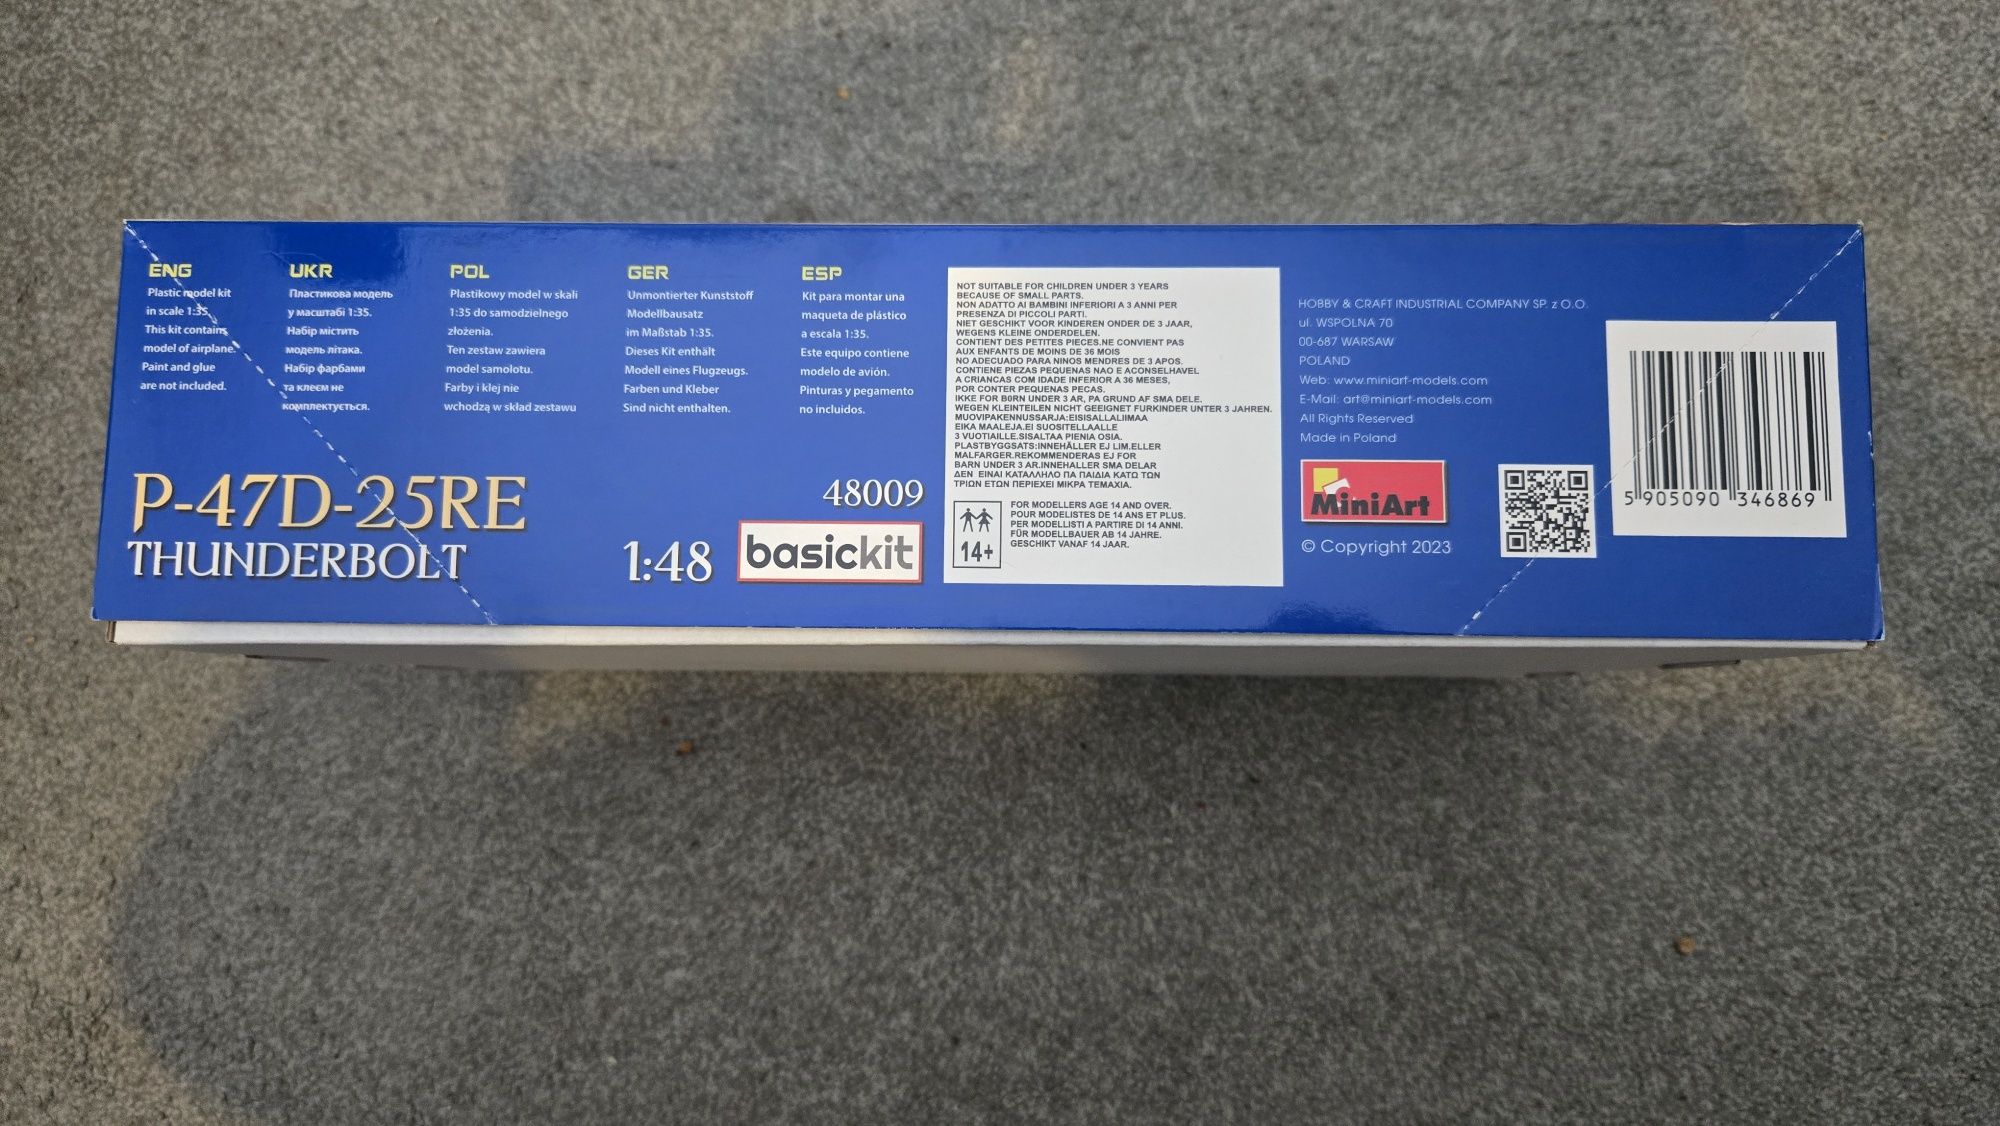 ENG
Plastic model kit
in scale 1:35.
This kit contains
model of airplane.
Paint and glue
are not included.
UKR
Пластикова модель
у масштабі 1:35.
Набір містить
модель літака.
Набір фарбами
та клеєм не
комплектується.
POL
Plastikowy model w skali
1:35 do samodzielnego
złożenia.
Ten zestaw zawiera
model samolotu.
Farby i klej nie
wchodzą w skład zestawu
GER
Unmontierter Kunststoff
Modellbausatz
im Maßstab 1:35.
Dieses Kit enthält
Modell eines Flugzeugs.
Farben und Kleber
Sind nicht enthalten.
ESP
Kit para montar una
maqueta de plástico
a escala 1:35.
Este equipo contiene
modelo de avión.
Pinturas y pegamento
no incluidos.
P-47D-25RE
THUNDERBOLT
48009
1:48
basickit
NOT SUITABLE FOR CHILDREN UNDER 3 YEARS
BECAUSE OF SMALL PARTS.
NON ADATTO AI BAMBINI INFERIORI A 3 ANNI PER
PRESENZA DI PICCOLI PARTI.
NIET GESCHIKT VOOR KINDEREN ONDER DE 3 JAAR,
WEGENS KLEINE ONDERDELEN.
CONTIENT DES PETITES PIECES.NE CONVIENT PAS
AUX ENFANTS DE MOINS DE 36 MOIS
NO ADECUADO PARA NINOS MENDRES DE 3 APOS.
CONTIENE PIEZAS PEQUENAS NAO E ACONSELHAVEL
A CRIANCAS COM IDADE INFERIOR A 36 MESES,
POR CONTER PEQUENAS PECAS.
IKKE FOR B0RN UNDER 3 AR, PA GRUND AF SMA DELE.
WEGEN KLEINTEILEN NICHT GEEIGNET FURKINDER UNTER 3 JAHREN.
MUOVIPAKENNUSSARJA:EISISALLALIIMAA
EIKA MAALEJA.EI SUOSITELLAALLE
3 VUOTIAILLE.SISALTAA PIENIA OSIA.
PLASTBYGGSATS:INNEHÄLLER EJ LIM.ELLER
MALFARGER.REKOMMENDERAS EJ FOR
BARN UNDER 3 AR.INNEHALLER SMA DELAR
ΔΕΝ ΕΙΝΑΙ ΚΑΤΑΛΛΗΛΟ ΠΑ ΠΑΙΔΙΑ ΚΑΤΩ ΤΩΝ
ΤΡΙΩΝ ΕΤΩΝ ΠΕΡΙΕΧΕΙ ΜΙΚΡΑ ΤΕΜΑΧΙΑ.
14+
FOR MODELLERS AGE 14 AND OVER.
POUR MODELISTES DE 14 ANS ET PLUS.
PER MODELLISTI A PARTIRE DI 14 ANNI.
FÜR MODELLBAUER AB 14 JAHRE.
GESCHIKT VANAF 14 JAAR.
HOBBY & CRAFT INDUSTRIAL COMPANY SP. z O.O.
ul. WSPOLNA 70
00-687 WARSAW
POLAND
Web: www.miniart-models.com
E-Mail: art@miniart-models.com
All Rights Reserved
Made in Poland
MiniArt
© Copyright 2023
5 905090 346869